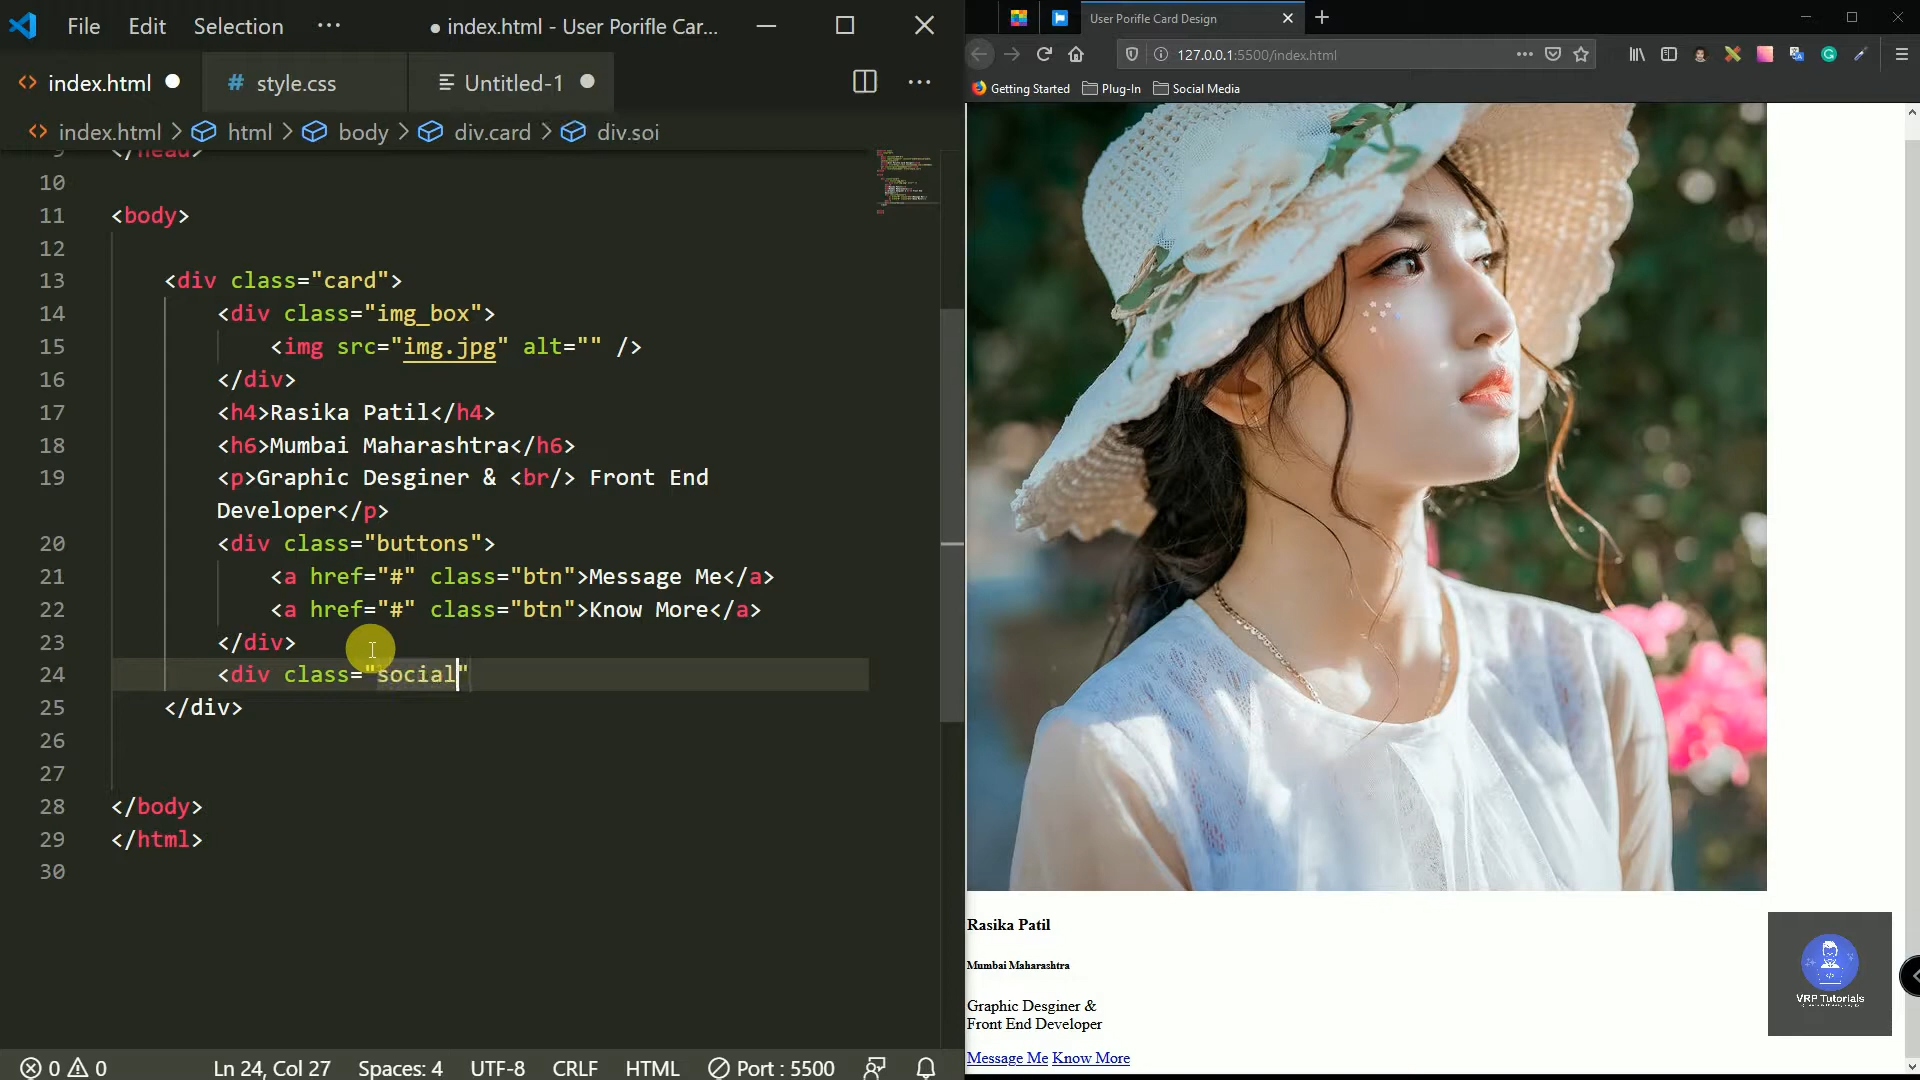 File Edit Selection ··· ● index.html - User Porifle Car...
index.html ● # style.css Untitled-1 ● ···
index.html > html > body > div.card > div.soi
9 </head>
10
11 <body>
12
13 <div class="card">
14 <div class="img_box">
15 <img src="img.jpg" alt="" />
16 </div>
17 <h4>Rasika Patil</h4>
18 <h6>Mumbai Maharashtra</h6>
19 <p>Graphic Desginer & <br/> Front End
Developer</p>
20 <div class="buttons">
21 <a href="#" class="btn">Message Me</a>
22 <a href="#" class="btn">Know More</a>
23 </div>
24 <div class="social"
25 </div>
26
27
28 </body>
29 </html>
30
0 0 Ln 24, Col 27 Spaces: 4 UTF-8 CRLF HTML Port : 5500
User Porifle Card Design
127.0.0.1:5500/index.html
Getting Started Plug-In Social Media
Rasika Patil
Mumbai Maharashtra
Graphic Desginer &
Front End Developer
Message Me Know More
VRP Tutorials